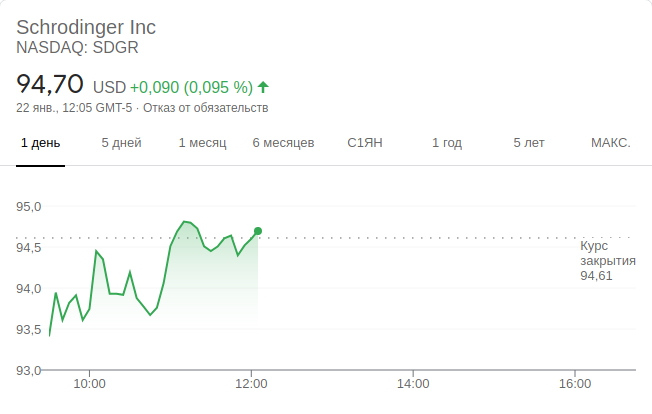 Schrodinger Inc
NASDAQ: SDGR
94,70 USD +0,090 (0,095 %)
22 янв., 12:05 GMT-5 · Отказ от обязательств
1 день 5 дней 1 месяц 6 месяцев С1ЯН 1 год 5 лет МАКС.
95,0
94,5
Курс
закрытия
94,61
94,0
93,5
93,0
10:00 12:00 14:00 16:00